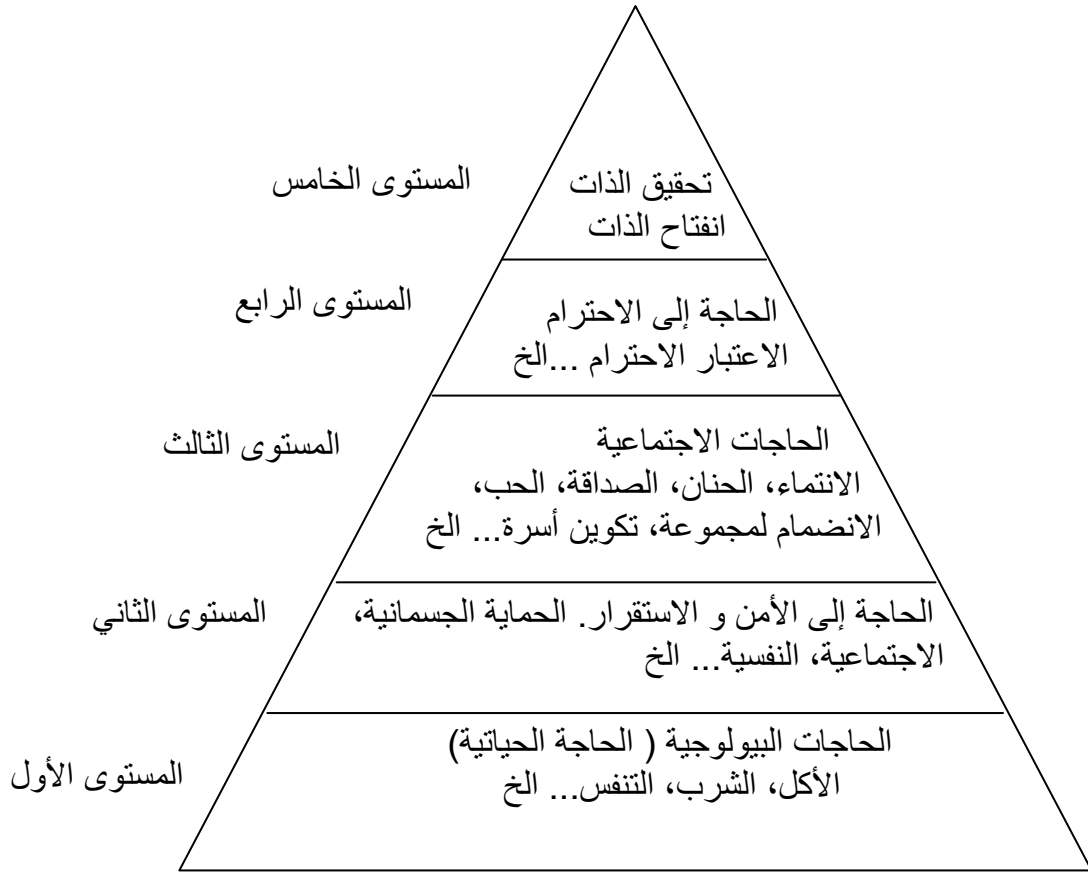 المستوى الخامس
تحقيق الذات
انفتاح الذات
المستوى الرابع
الحاجة إلى الاحترام
الاعتبار الاحترام ...الخ
المستوى الثالث
الحاجات الاجتماعية
الانتماء، الحنان، الصداقة، الحب،
الانضمام لمجموعة، تكوين أسرة... الخ
المستوى الثاني
الحاجة إلى الأمن و الاستقرار. الحماية الجسمانية،
الاجتماعية، النفسية... الخ
المستوى الأول
الحاجات البيولوجية ( الحاجة الحياتية)
الأكل، الشرب، التنفس... الخ